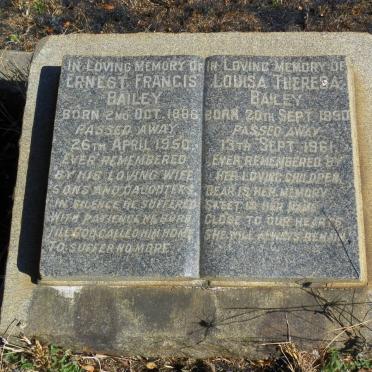 IN LOVING MEMORY OF
ERNEST FRANCIS
BAILEY
BORN 2ND OCT. 1886
PASSED AWAY
26TH APRIL 1950.
EVER REMEMBERED
BY HIS LOVING WIFE
SONS AND DAUGHTERS.
IN SILENCE HE SUFFERED
WITH PATIENCE HE BORE
TILL GOD CALLED HIM HOME
TO SUFFER NO MORE.
IN LOVING MEMORY OF
LOUISA THERESA
BAILEY
BORN 20TH SEPT. 1890
PASSED AWAY
13TH SEPT. 1961.
EVER REMEMBERED BY
HER LOVING CHILDREN.
DEAR IS HER MEMORY
SWEET IS HER NAME
CLOSE TO OUR HEARTS
SHE WILL ALWAYS REMAIN.